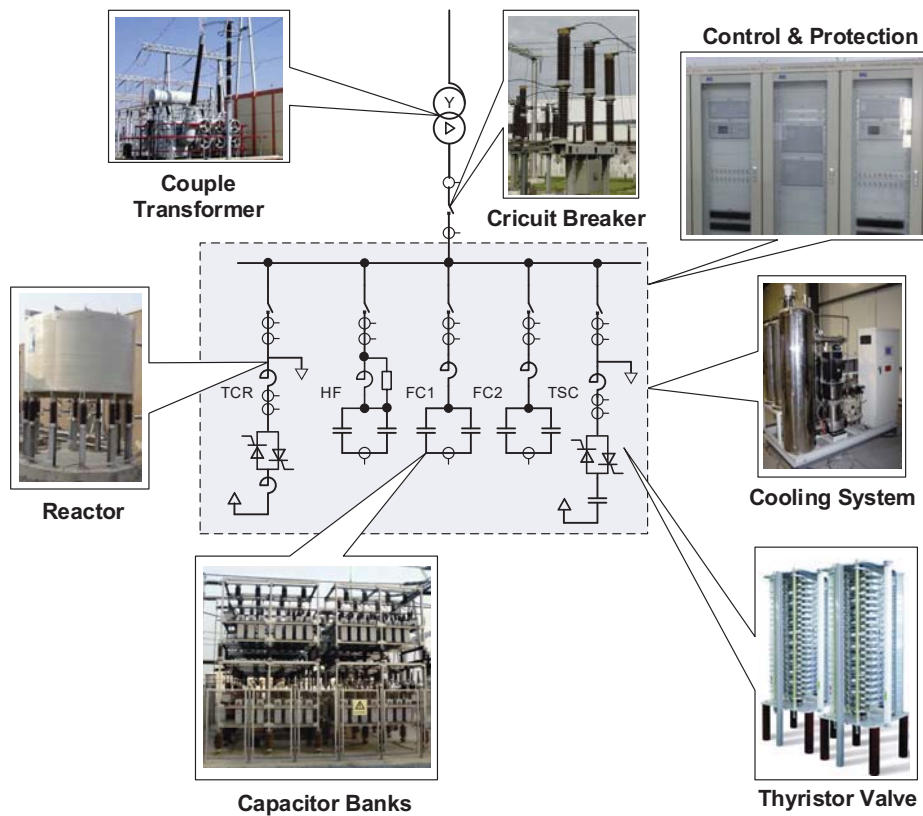 Control & Protection
Y
Couple
Transformer
Cricuit Breaker
TCR
HF
FC1
FC2
TSC
Reactor
Cooling System
Capacitor Banks
Thyristor Valve